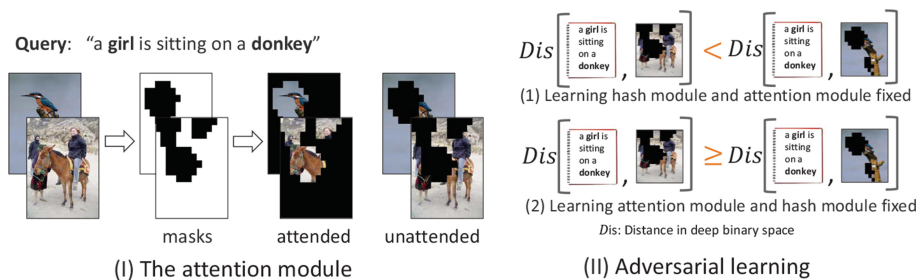 Query: “a girl is sitting on a donkey”
masks
attended
unattended
(I) The attention module
Dis
a girl is
sitting
on a
donkey
,
<
Dis
a girl is
sitting
on a
donkey
,
(1) Learning hash module and attention module fixed
Dis
a girl is
sitting
on a
donkey
,
≥
Dis
a girl is
sitting
on a
donkey
,
(2) Learning attention module and hash module fixed
Dis: Distance in deep binary space
(II) Adversarial learning